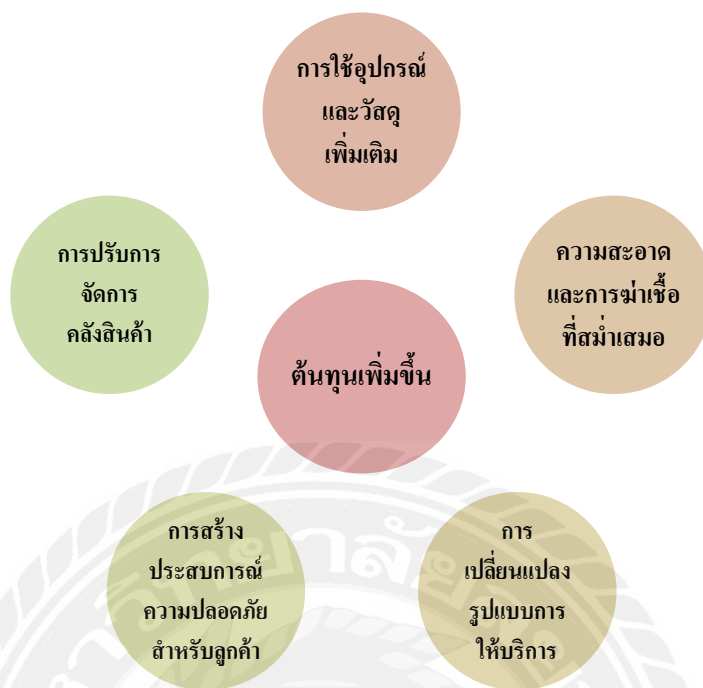 การใช้อุปกรณ์
และวัสดุ
เพิ่มเติม
ความสะอาด
และการฆ่าเชื้อ
ที่สม่ำเสมอ
การปรับการ
จัดการ
คลังสินค้า
ต้นทุนเพิ่มขึ้น
การสร้าง
ประสบการณ์
ความปลอดภัย
สำหรับลูกค้า
การ
เปลี่ยนแปลง
รูปแบบการ
ให้บริการ